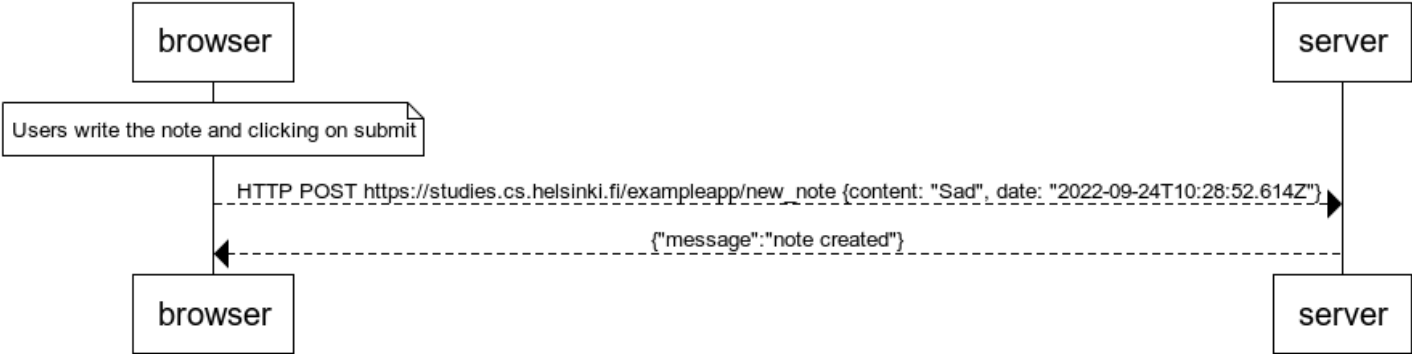 browser
server
Users write the note and clicking on submit
HTTP POST https://studies.cs.helsinki.fi/exampleapp/new_note {content: "Sad", date: "2022-09-24T10:28:52.614Z"}
{"message":"note created"}
browser
server